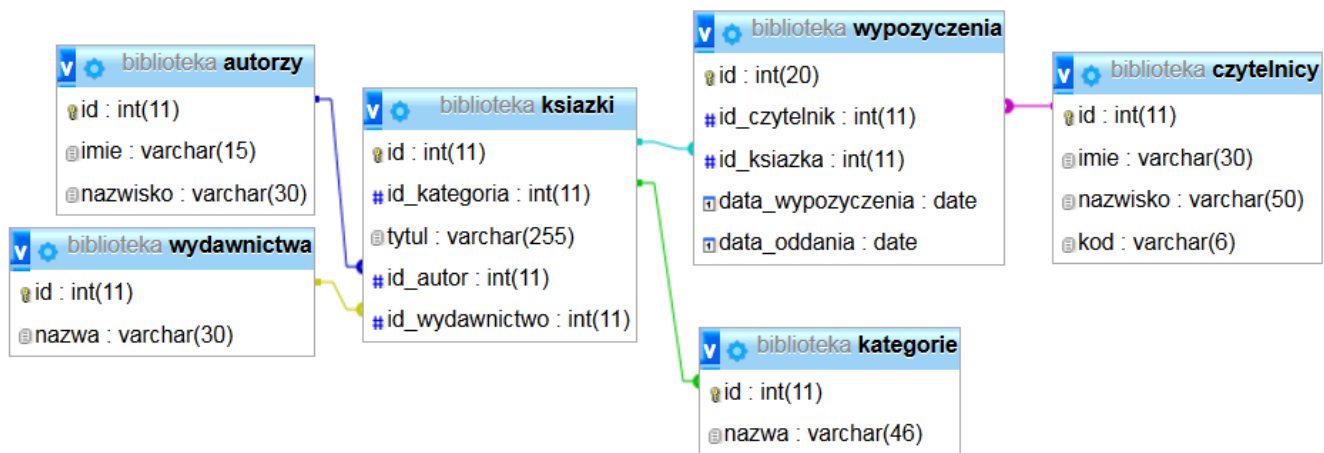 biblioteka autorzy
id : int(11)
imie : varchar(15)
nazwisko : varchar(30)
biblioteka wydawnictwa
id : int(11)
nazwa : varchar(30)
biblioteka ksiazki
id : int(11)
id_kategoria : int(11)
tytul : varchar(255)
id_autor : int(11)
id_wydawnictwo : int(11)
biblioteka wypozyczenia
id : int(20)
id_czytelnik : int(11)
id_ksiazka : int(11)
data_wypozyczenia : date
data_oddania : date
biblioteka kategorie
id : int(11)
nazwa : varchar(46)
biblioteka czytelnicy
id : int(11)
imie : varchar(30)
nazwisko : varchar(50)
kod : varchar(6)